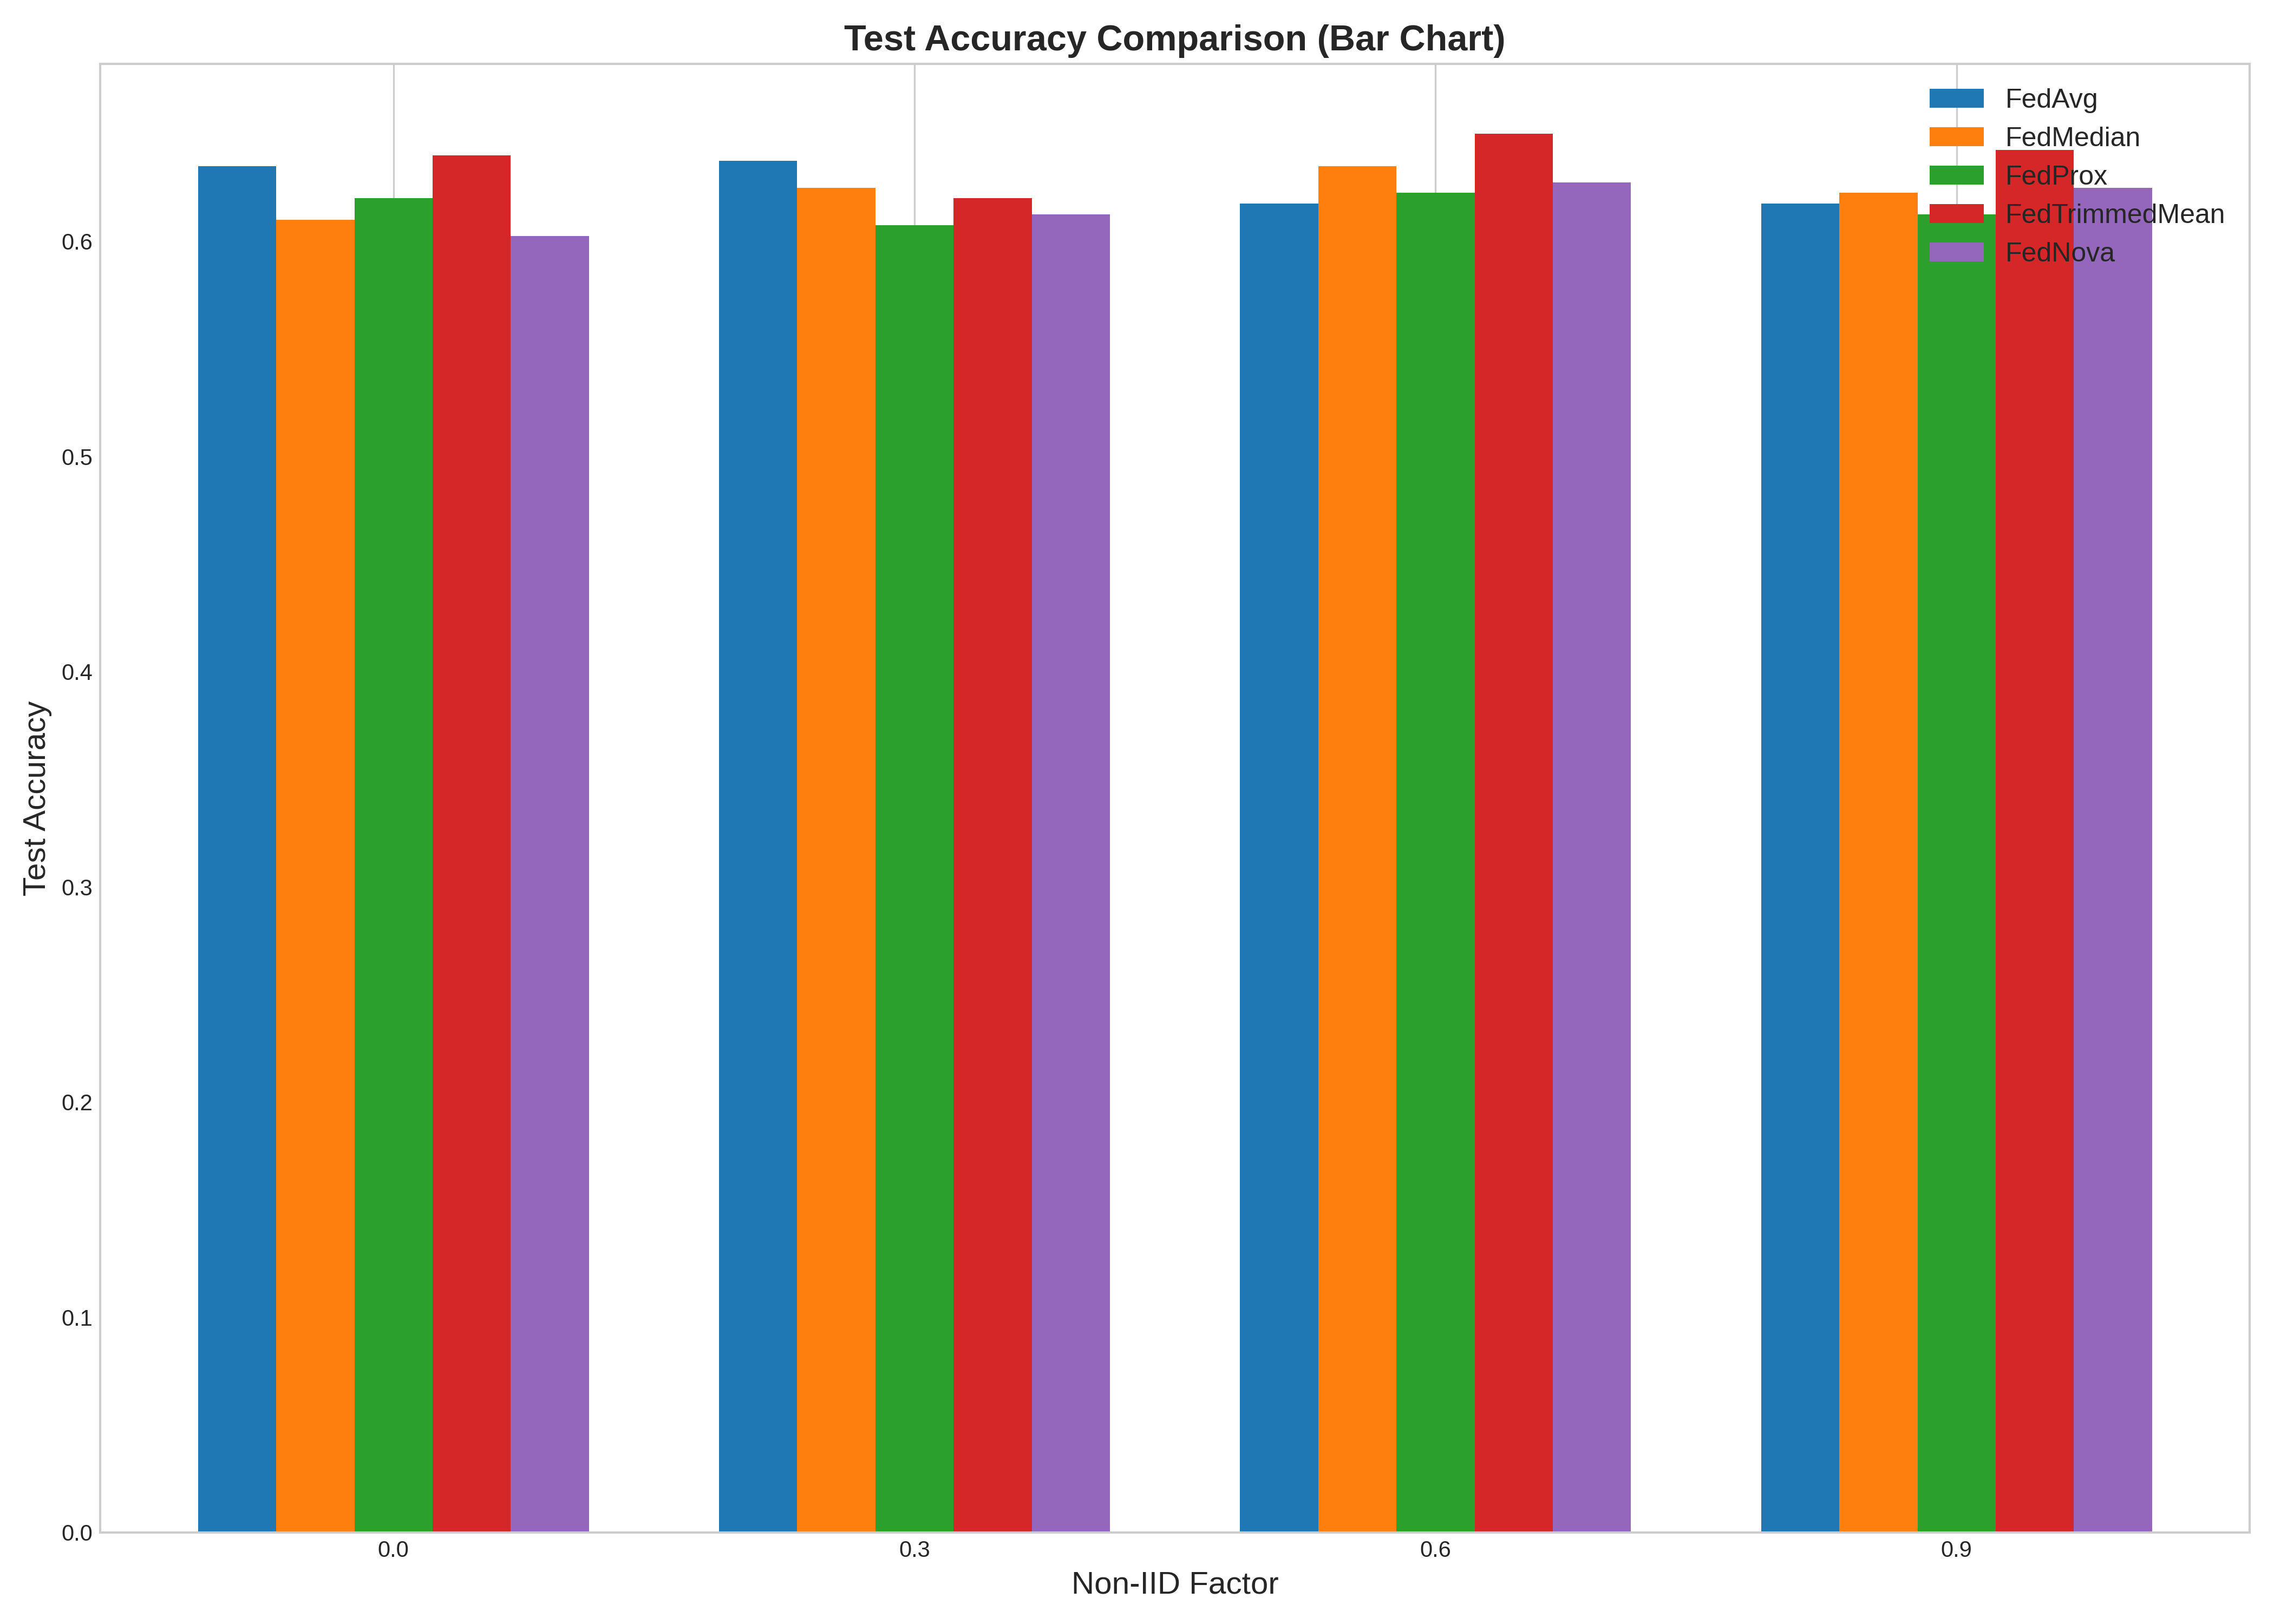 Test Accuracy Comparison (Bar Chart)
FedAvg
FedMedian
FedProx
FedTrimmedMean
FedNova
Test Accuracy
0.6
0.5
0.4
0.3
0.2
0.1
0.0
0.0 0.3 0.6 0.9
Non-IID Factor